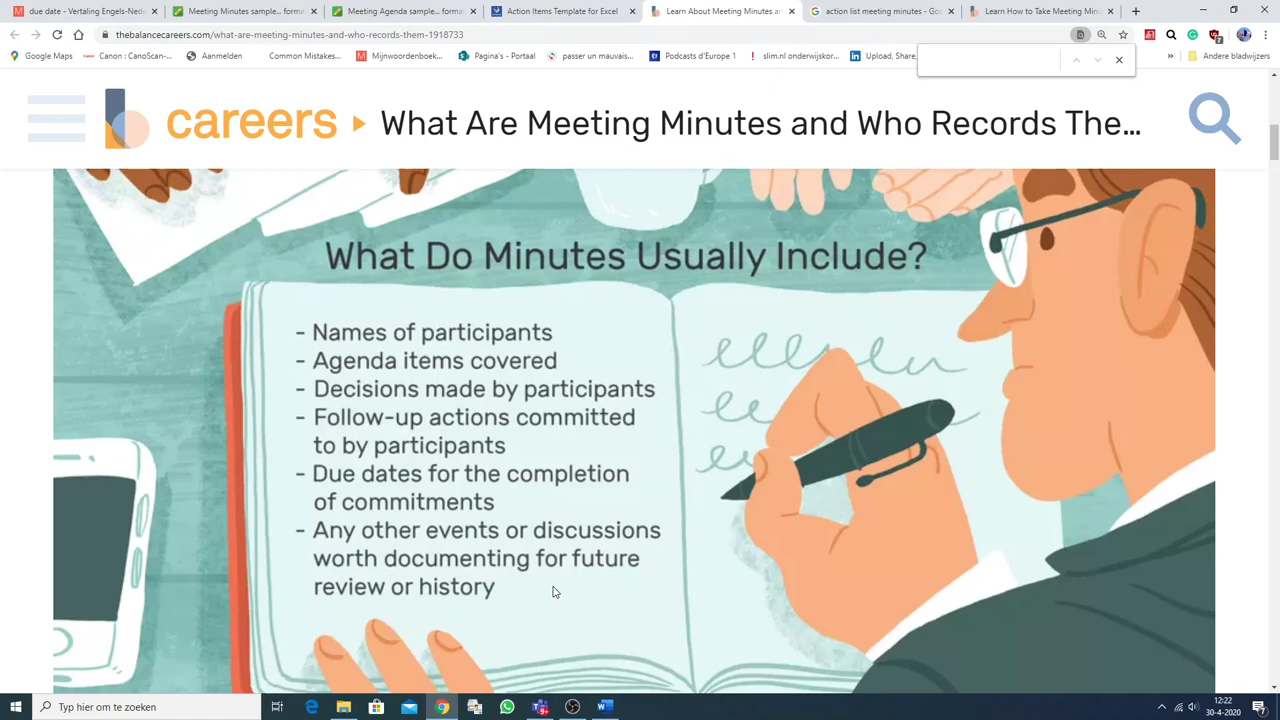 due date - Vertaling Engels-Ned
Meeting Minutes sample... forma
Meeting Agenda sample... forma
Action Items Template for Excel
Learn About Meeting Minutes ar
action list meeting minutes - Goo
Learn How to Take Meeting Min
thebalancecareers.com/what-are-meeting-minutes-and-who-records-them-1918733
Google Maps
Canon : CanoScan-...
Aanmelden
Common Mistakes...
Mijnwoordenboek...
Pagina's - Portaal
passer un mauvais...
Podcasts d'Europe 1
slim.nl onderwijskor...
Upload, Share,
Andere bladwijzers
careers
What Are Meeting Minutes and Who Records The...
What Do Minutes Usually Include?
- Names of participants
- Agenda items covered
- Decisions made by participants
- Follow-up actions committed
to by participants
- Due dates for the completion
of commitments
- Any other events or discussions
worth documenting for future
review or history
Typ hier om te zoeken
12:22
30-4-2020